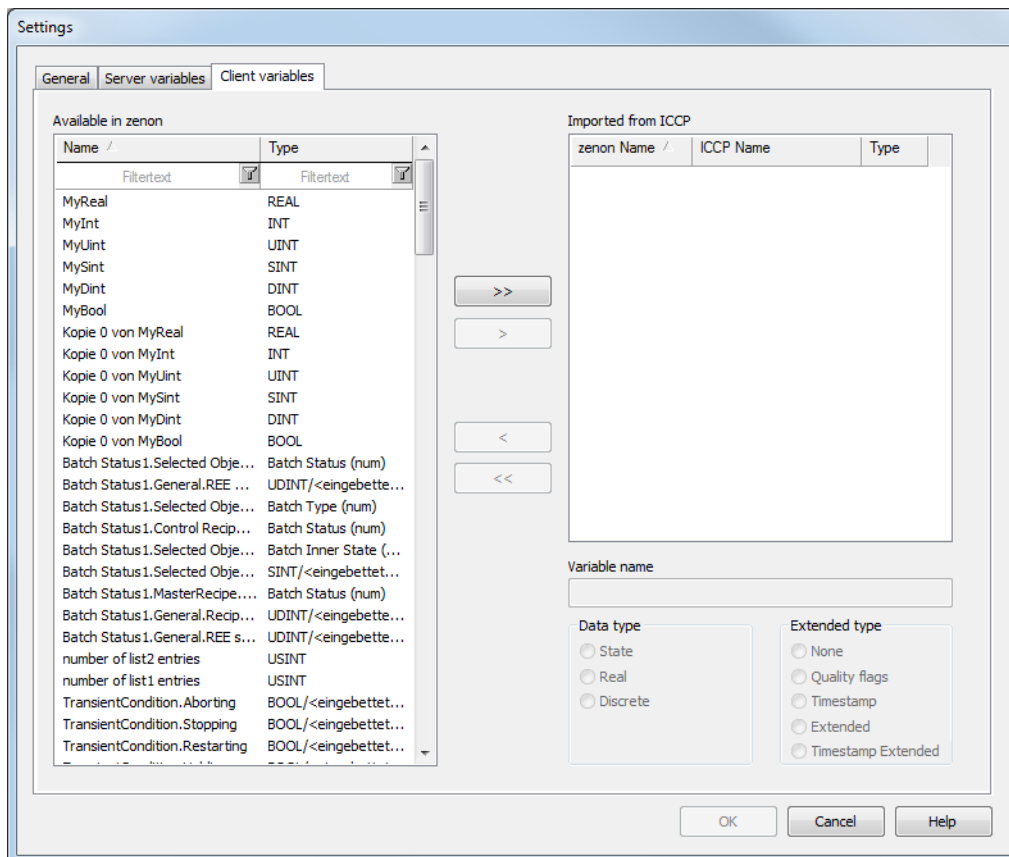 Settings
General Server variables Client variables
Available in zenon
Name Type
Filtertext Filtertext
MyReal REAL
MyInt INT
MyUint UINT
MySint SINT
MyDint DINT
MyBool BOOL
Kopie 0 von MyReal REAL
Kopie 0 von MyInt INT
Kopie 0 von MyUint UINT
Kopie 0 von MySint SINT
Kopie 0 von MyDint DINT
Kopie 0 von MyBool BOOL
Batch Status1.Selected Obje... Batch Status (num)
Batch Status1.General.REE ... UDINT/<eingebette...
Batch Status1.Selected Obje... Batch Type (num)
Batch Status1.Control Recip... Batch Status (num)
Batch Status1.Selected Obje... Batch Inner State (...
Batch Status1.Selected Obje... SINT/<eingebettet...
Batch Status1.MasterRecipe.... Batch Status (num)
Batch Status1.General.Recip... UDINT/<eingebette...
Batch Status1.General.REE s... UDINT/<eingebette...
number of list2 entries USINT
number of list1 entries USINT
TransientCondition.Aborting BOOL/<eingebettet...
TransientCondition.Stopping BOOL/<eingebettet...
TransientCondition.Restarting BOOL/<eingebettet...
>>
>
<
<<
Imported from ICCP
zenon Name ICCP Name Type
Variable name
Data type
State
Real
Discrete
Extended type
None
Quality flags
Timestamp
Extended
Timestamp Extended
OK Cancel Help